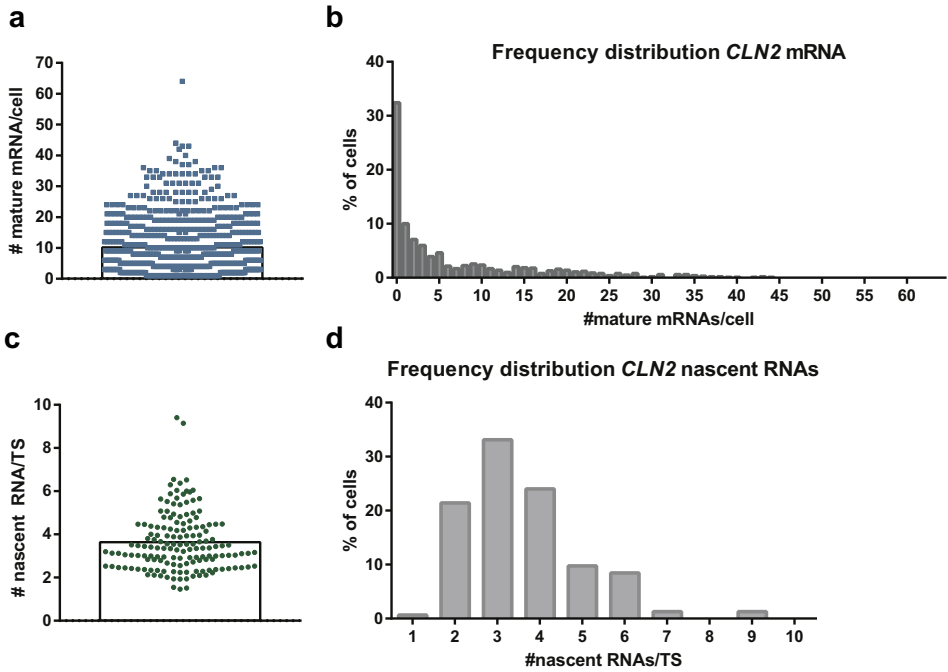 a
# mature mRNA/cell
70
60
50
40
30
20
10
0
b
Frequency distribution CLN2 mRNA
% of cells
40
30
20
10
0
0 5 10 15 20 25 30 35 40 45 50 55 60
#mature mRNAs/cell
c
# nascent RNA/TS
10
8
6
4
2
0
d
Frequency distribution CLN2 nascent RNAs
% of cells
40
30
20
10
0
1 2 3 4 5 6 7 8 9 10
#nascent RNAs/TS